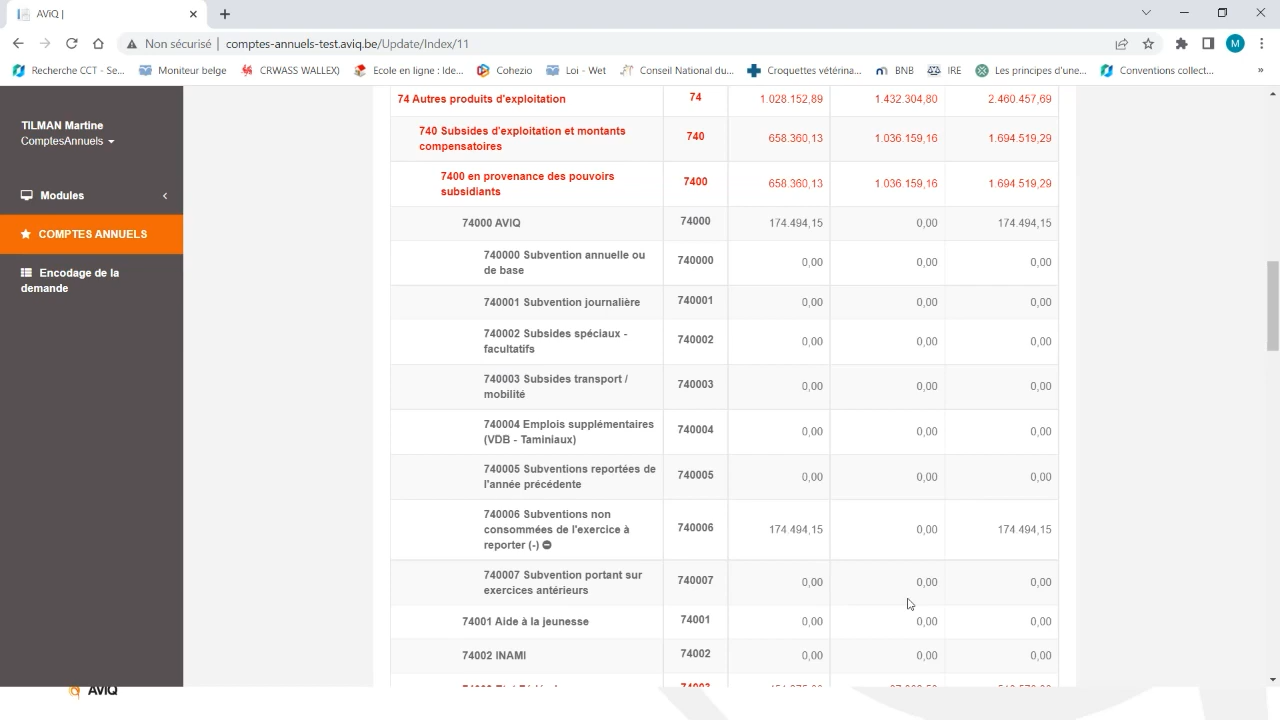 AViQ |
Non sécurisé | comptes-annuels-test.aviq.be/Update/Index/11
M
Recherche CCT - Se...
Moniteur belge
CRWASS WALLEX)
Ecole en ligne : Ide...
Cohezio
Loi - Wet
Conseil National du...
Croquettes vétérina...
BNB
IRE
Les principes d'une...
Conventions collect...
»
TILMAN Martine
ComptesAnnuels
Modules
COMPTES ANNUELS
Encodage de la
demande
74 Autres produits d'exploitation 74 1.028.152,89 1.432.304,80 2.460.457,69
740 Subsides d'exploitation et montants
compensatoires 740 658.360,13 1.036.159,16 1.694.519,29
7400 en provenance des pouvoirs
subsidiants 7400 658.360,13 1 036.159,16 1.694 519,29
74000 AVIQ 74000 174.494,15 0,00 174.494,15
740000 Subvention annuelle ou
de base 740000 0,00 0,00 0,00
740001 Subvention journalière 740001 0,00 0,00 0,00
740002 Subsides spéciaux -
facultatifs 740002 0,00 0,00 0,00
740003 Subsides transport /
mobilité 740003 0,00 0,00 0,00
740004 Emplois supplémentaires
(VDB - Taminiaux) 740004 0,00 0,00 0,00
740005 Subventions reportées de
l'année précédente 740005 0,00 0,00 0,00
740006 Subventions non
consommées de l'exercice à
reporter (-) 740006 174.494,15 0,00 174.494,15
740007 Subvention portant sur
exercices antérieurs 740007 0,00 0,00 0,00
74001 Aide à la jeunesse 74001 0,00 0,00 0,00
74002 INAMI 74002 0,00 0,00 0,00
74003
AVIQ